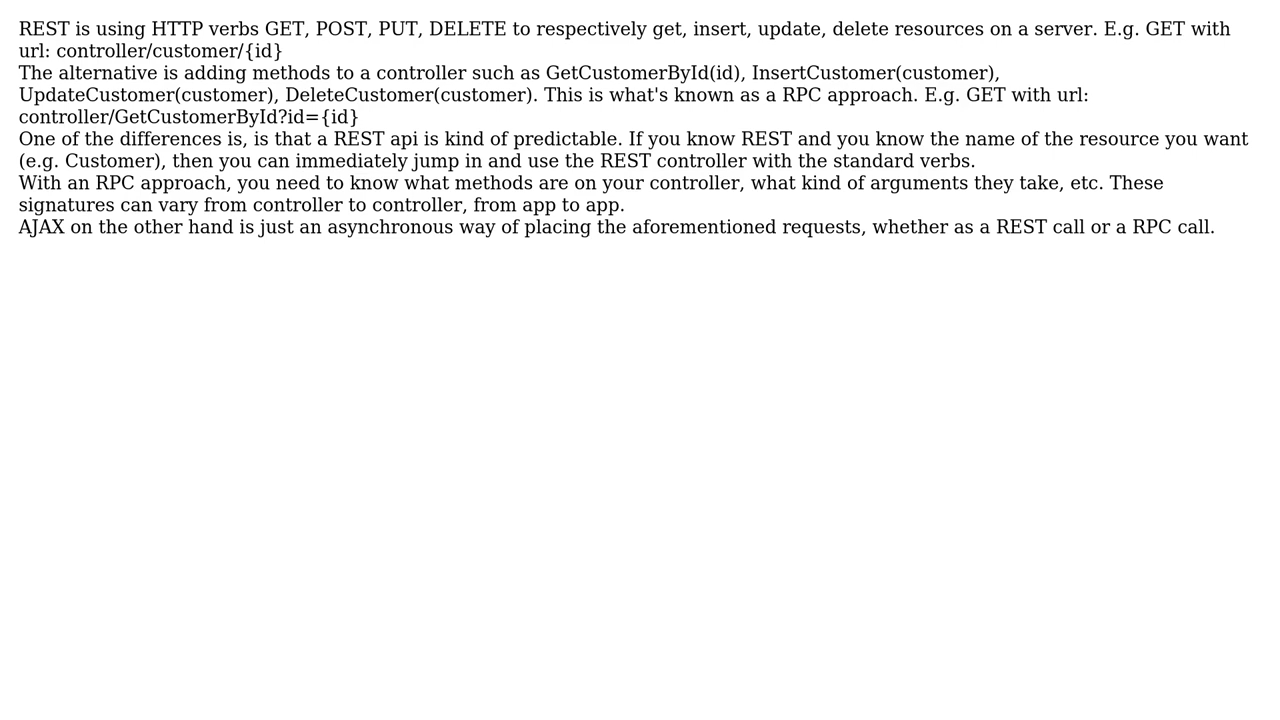 REST is using HTTP verbs GET, POST, PUT, DELETE to respectively get, insert, update, delete resources on a server. E.g. GET with
url: controller/customer/{id}
The alternative is adding methods to a controller such as GetCustomerById(id), InsertCustomer(customer),
UpdateCustomer(customer), DeleteCustomer(customer). This is what's known as a RPC approach. E.g. GET with url:
controller/GetCustomerById?id={id}
One of the differences is, is that a REST api is kind of predictable. If you know REST and you know the name of the resource you want
(e.g. Customer), then you can immediately jump in and use the REST controller with the standard verbs.
With an RPC approach, you need to know what methods are on your controller, what kind of arguments they take, etc. These
signatures can vary from controller to controller, from app to app.
AJAX on the other hand is just an asynchronous way of placing the aforementioned requests, whether as a REST call or a RPC call.